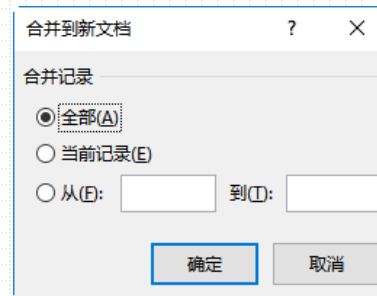 合并到新文档 ?
合并记录
全部(A)
当前记录(E)
从(F): 到(T):
确定 取消